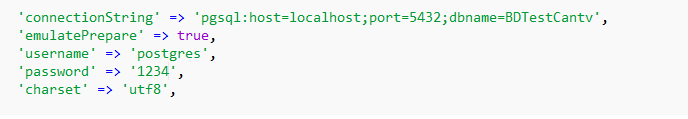 'connectionString' => 'pgsql:host=localhost;port=5432;dbname=BDTestCantv',
'emulatePrepare' => true,
'username' => 'postgres',
'password' => '1234',
'charset' => 'utf8',